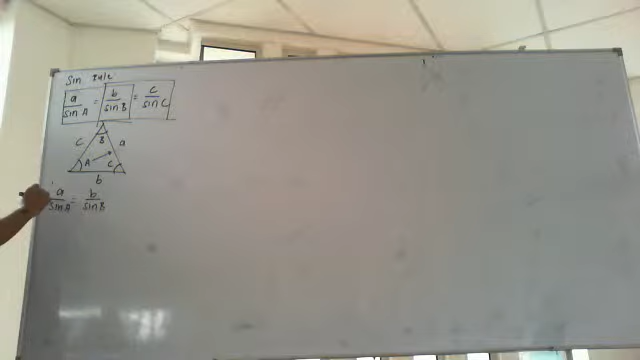 Sin rule
a/sin A = b/sin B = c/sin C
B
c a
A C
b
a/sin A = b/sin B